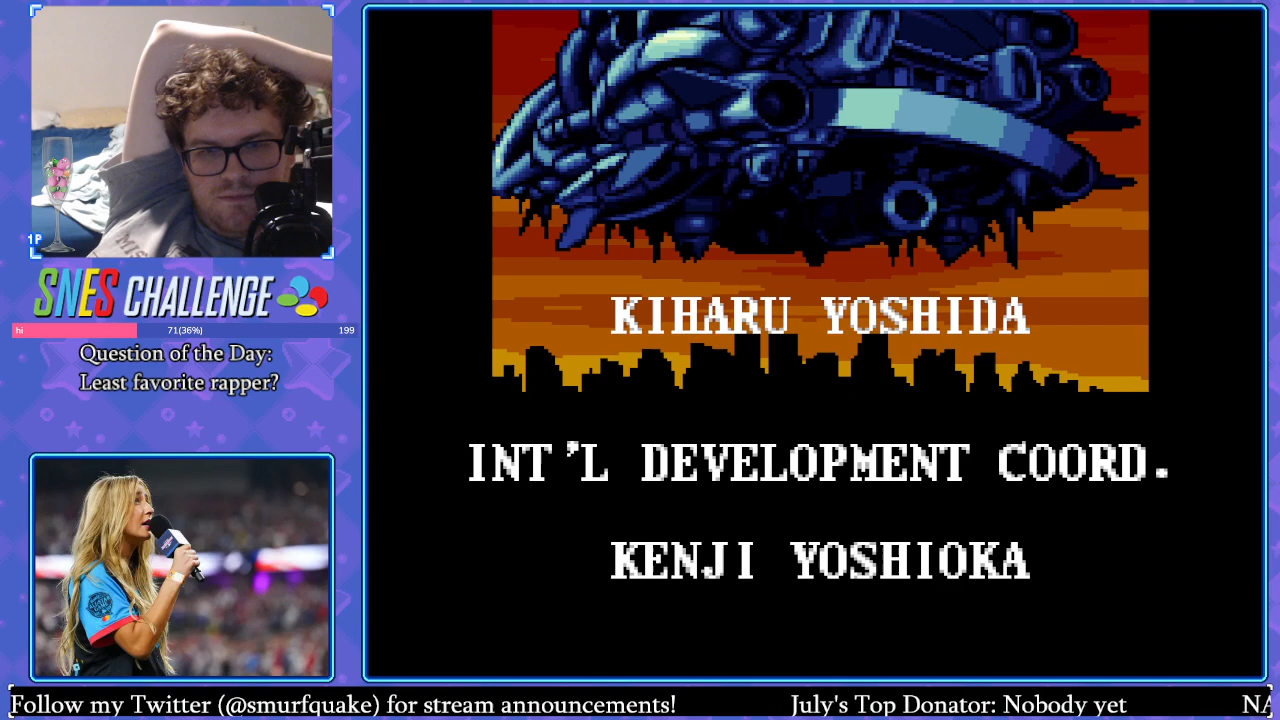 1P
SNES CHALLENGE
hi 71(36%) 199
Question of the Day:
Least favorite rapper?
KIHARU YOSHIDA
INT'L DEVELOPMENT COORD.
KENJI YOSHIOKA
Follow my Twitter (@smurfquake) for stream announcements! July's Top Donator: Nobody yet